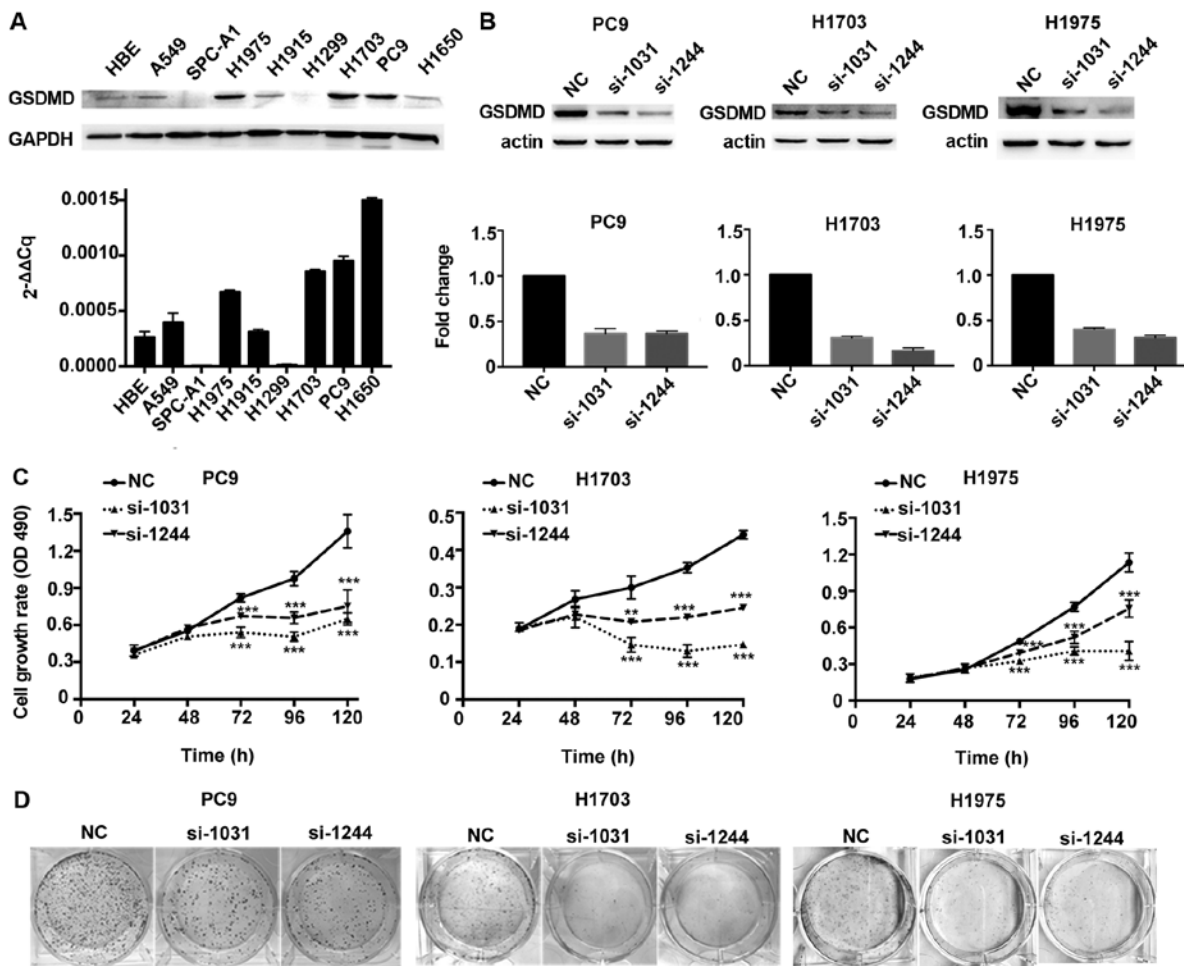 A
HBE A549 SPC-A1 H1975 H1915 H1299 H1703 PC9 H1650
GSDMD
GAPDH
2-ΔΔCq
0.0015
0.0010
0.0005
0.0000
HBE A549 SPC-A1 H1975 H1915 H1299 H1703 PC9 H1650
B
PC9 H1703 H1975
NC si-1031 si-1244 NC si-1031 si-1244 NC si-1031 si-1244
GSDMD GSDMD GSDMD
actin actin actin
Fold change
PC9
1.5
1.0
0.5
0
NC si-1031 si-1244
H1703
1.5
1.0
0.5
0
NC si-1031 si-1244
H1975
1.5
1.0
0.5
0
NC si-1031 si-1244
C
Cell growth rate (OD 490)
PC9
NC
si-1031
si-1244
1.5
1.2
0.9
0.6
0.3
0
*** *** ***
*** *** ***
0 24 48 72 96 120
Time (h)
H1703
NC
si-1031
si-1244
0.5
0.4
0.3
0.2
0.1
0
** *** ***
*** *** ***
0 24 48 72 96 120
Time (h)
H1975
NC
si-1031
si-1244
1.5
1.2
0.9
0.6
0.3
0
*** *** ***
*** *** ***
0 24 48 72 96 120
Time (h)
D
PC9 H1703 H1975
NC si-1031 si-1244 NC si-1031 si-1244 NC si-1031 si-1244